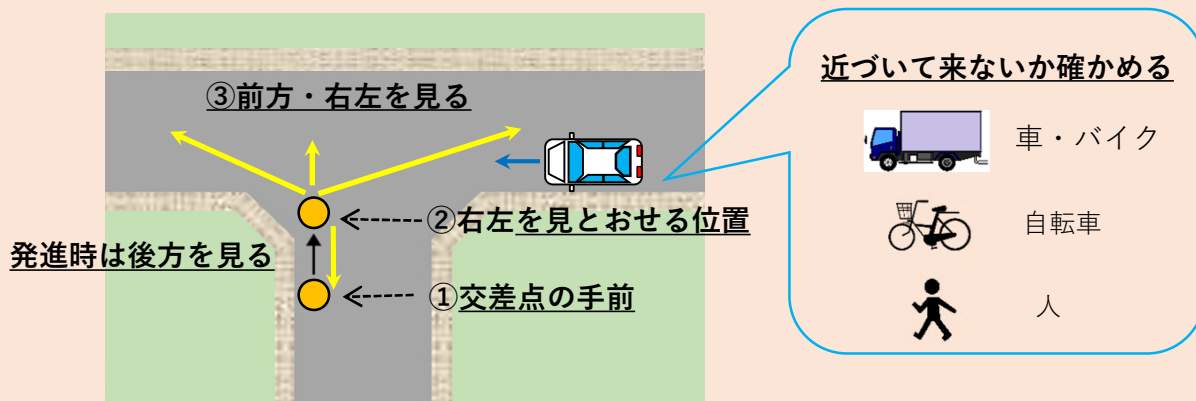 ③前方・右左を見る
②右左を見とおせる位置
発進時は後方を見る
①交差点の手前
近づいて来ないか確かめる
車・バイク
自転車
人